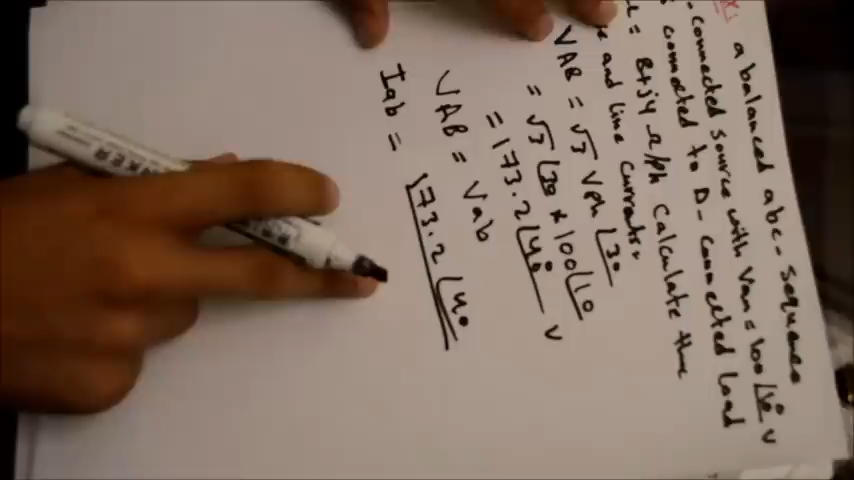 a balanced abc - sequence
- connected source with Van = 100 ∠10° V
connected to D - connected load
= 8+j4 Ω/ph Calculate the
and line currents.
VAB = √3 Vph ∠30
= √3 ∠30 * 100 ∠10
= 173.2 ∠40° V
VAB = Vab
Iab = 173.2 ∠40